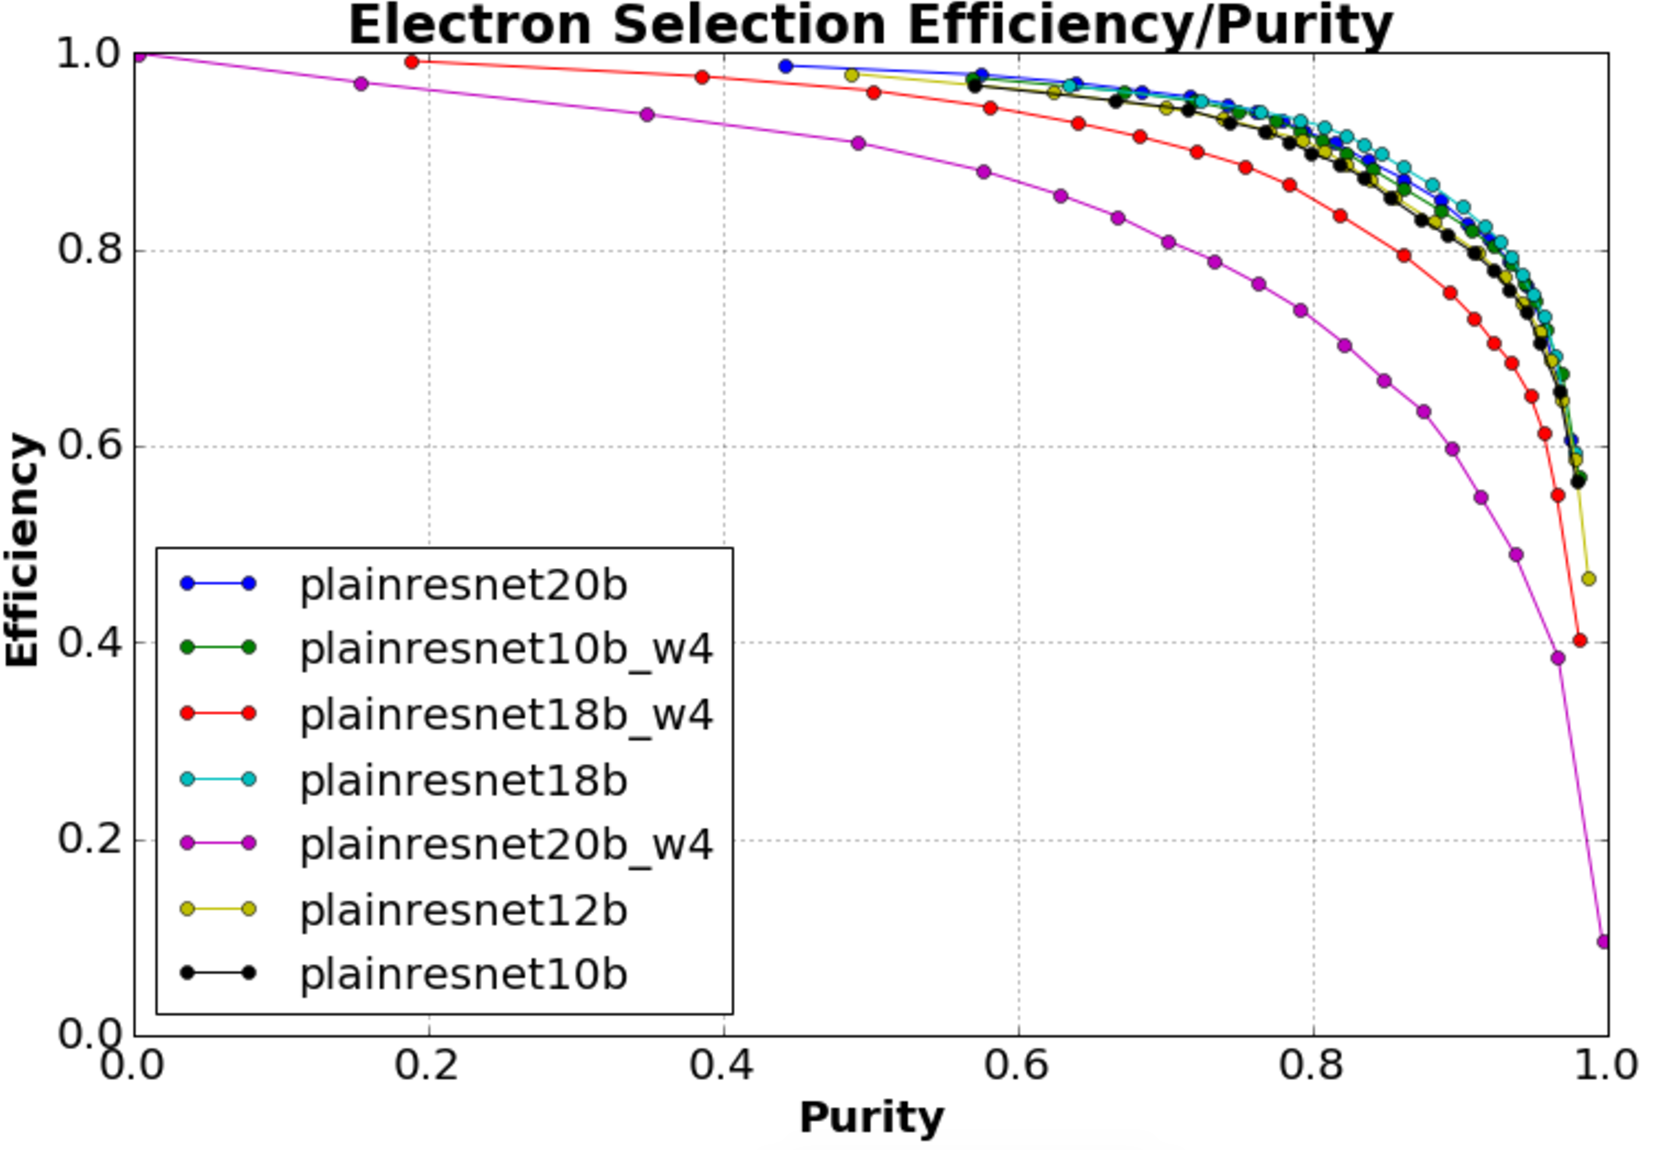 Electron Selection Efficiency/Purity
1.0
0.8
0.6
0.4
0.2
0.0
Efficiency
plainresnet20b
plainresnet10b_w4
plainresnet18b_w4
plainresnet18b
plainresnet20b_w4
plainresnet12b
plainresnet10b
0.0 0.2 0.4 0.6 0.8 1.0
Purity